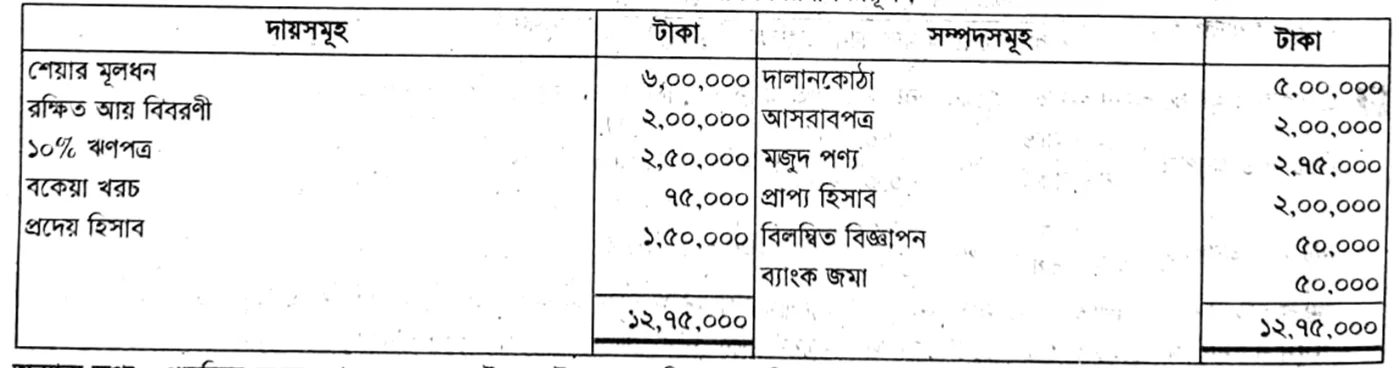 দায়সমূহ টাকা সম্পদসমূহ টাকা
শেয়ার মূলধন ৬,০০,০০০ দালানকোঠা ৫,০০,০০০
রক্ষিত আয় বিবরণী ২,০০,০০০ আসবাবপত্র ২,০০,০০০
১০% ঋণপত্র ২,৫০,০০০ মজুদ পণ্য ২,৭৫,০০০
বকেয়া খরচ ৭৫,০০০ প্রাপ্য হিসাব ২,০০,০০০
প্রদেয় হিসাব ১,৫০,০০০ বিলম্বিত বিজ্ঞাপন ৫০,০০০
ব্যাংক জমা ৫০,০০০
১২,৭৫,০০০ ১২,৭৫,০০০